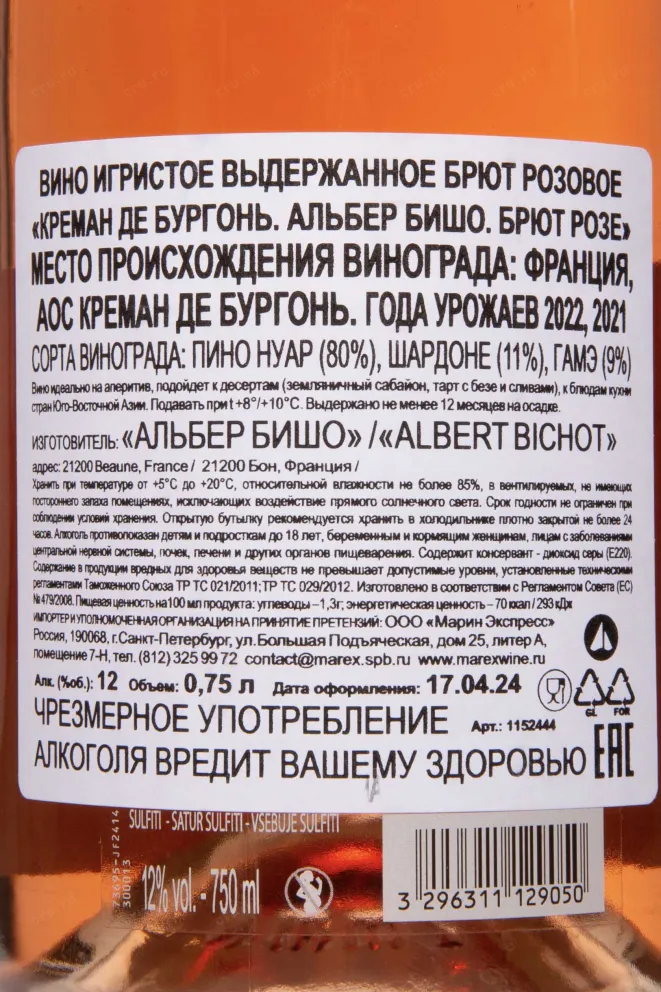 ВИНО ИГРИСТОЕ ВЫДЕРЖАННОЕ БРЮТ РОЗОВОЕ
«КРЕМАН ДЕ БУРГОНЬ. АЛЬБЕР БИШО. БРЮТ РОЗЕ»
МЕСТО ПРОИСХОЖДЕНИЯ ВИНОГРАДА: ФРАНЦИЯ,
АОС КРЕМАН ДЕ БУРГОНЬ. ГОДА УРОЖАЕВ 2022, 2021
СОРТА ВИНОГРАДА: ПИНО НУАР (80%), ШАРДОНЕ (11%), ГАМЭ (9%)
Вино идеально на аперитив, подойдет к десертам (земляничный сабайон, тарт с безе и сливами), к блюдам кухни
стран Юго-Восточной Азии. Подавать при t +8°/+10°С. Выдержано не менее 12 месяцев на осадке.
ИЗГОТОВИТЕЛЬ: «АЛЬБЕР БИШО» /«ALBERT BICHOT»
адрес: 21200 Beaune, France / 21200 Бон, Франция /
Хранить при температуре от +5°С до +20°С, относительной влажности не более 85%, в вентилируемых, не имеющих
постороннего запаха помещениях, исключающих воздействие прямого солнечного света. Срок годности не ограничен при
соблюдении условий хранения. Открытую бутылку рекомендуется хранить в холодильнике плотно закрытой не более 24
часов. Алкоголь противопоказан детям и подросткам до 18 лет, беременным и кормящим женщинам, лицам с заболеваниями
центральной нервной системы, почек, печени и других органов пищеварения. Содержит консервант - диоксид серы (Е220).
Содержание в продукции вредных для здоровья веществ не превышает допустимые уровни, установленные техническими
регламентами Таможенного Союза ТР ТС 021/2011; ТР ТС 029/2012. Изготовлено в соответствии с Регламентом Совета (ЕС)
№ 479/2008. Пищевая ценность на 100 мл продукта: углеводы – 1,3г; энергетическая ценность – 70 ккал / 293 кДж
ИМПОРТЕР И УПОЛНОМОЧЕННАЯ ОРГАНИЗАЦИЯ НА ПРИНЯТИЕ ПРЕТЕНЗИЙ: ООО «Марин Экспресс»
Россия, 190068, г.Санкт-Петербург, ул.Большая Подъяческая, дом 25, литер А,
помещение 7-Н, тел. (812) 325 99 72 contact@marex.spb.ru www.marexwine.ru
Алк. (%об.): 12 Объем: 0,75 л Дата оформления: 17.04.24
GL FOR
ЧРЕЗМЕРНОЕ УПОТРЕБЛЕНИЕ Арт.: 1152444
АЛКОГОЛЯ ВРЕДИТ ВАШЕМУ ЗДОРОВЬЮ EAC
SULFITI - SATUR SULFITI - VSEBUJE SULFITI
73695-JF2414
300013
12% vol. - 750 ml
3 296311 129050